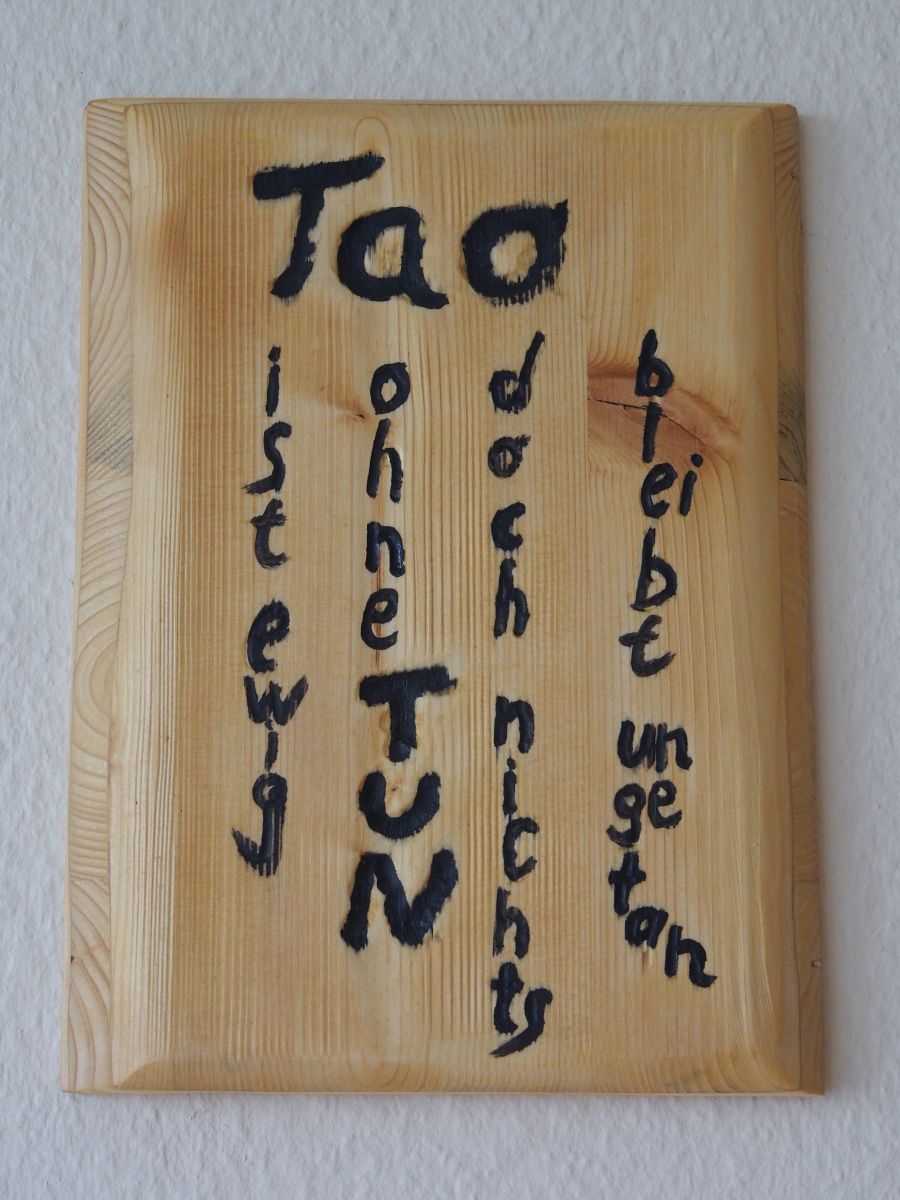 Tao
ist ewig
ohne TUN
doch nichts
bleibt ungetan